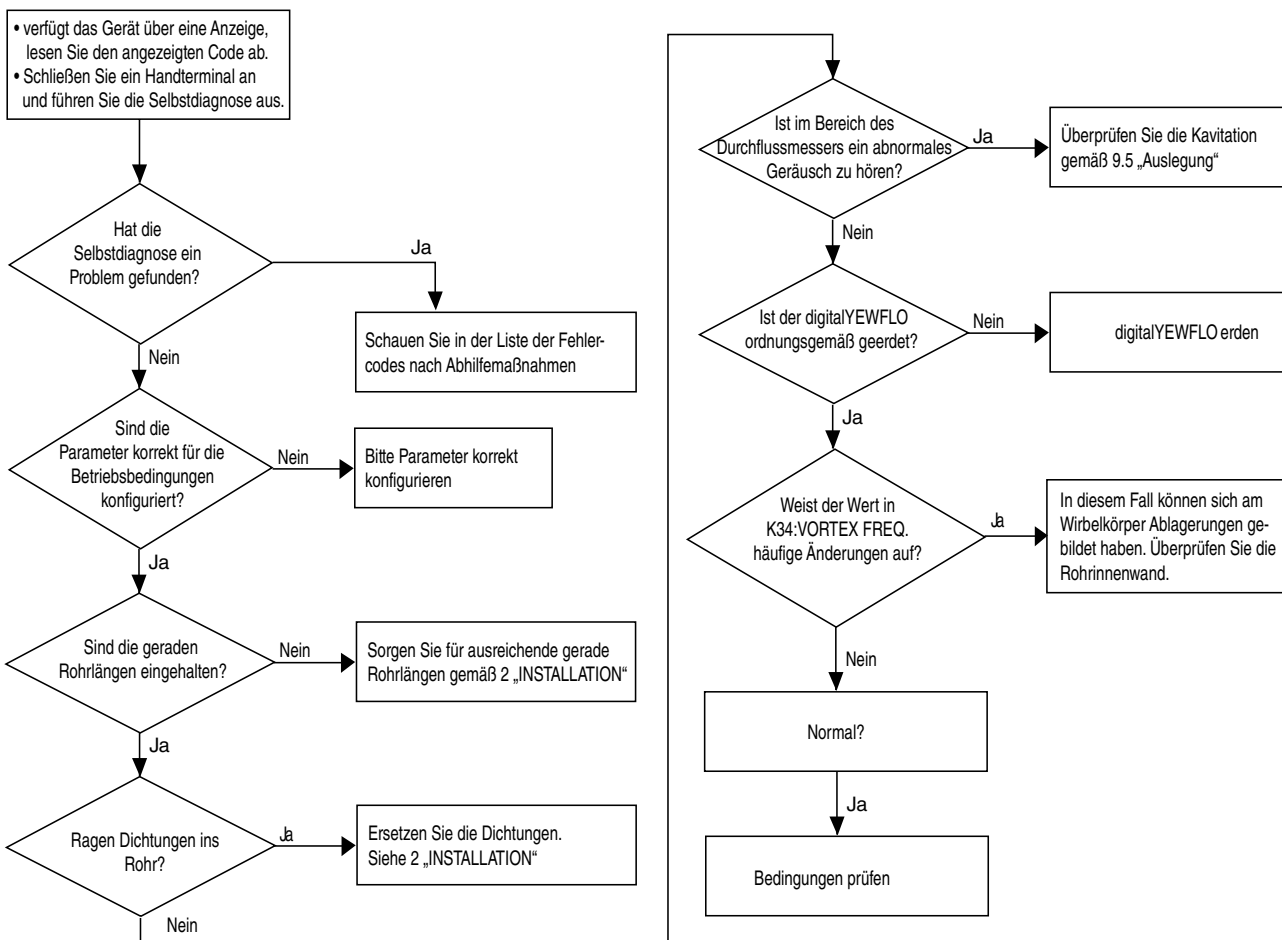 • verfügt das Gerät über eine Anzeige,
lesen Sie den angezeigten Code ab.
• Schließen Sie ein Handterminal an
und führen Sie die Selbstdiagnose aus.
Hat die
Selbstdiagnose ein
Problem gefunden?
Ja
Schauen Sie in der Liste der Fehler-
codes nach Abhilfemaßnahmen
Nein
Sind die
Parameter korrekt für die
Betriebsbedingungen
konfiguriert?
Nein
Bitte Parameter korrekt
konfigurieren
Ja
Sind die geraden
Rohrlängen eingehalten?
Nein
Sorgen Sie für ausreichende gerade
Rohrlängen gemäß 2 „INSTALLATION“
Ja
Ragen Dichtungen ins
Rohr?
Ja
Ersetzen Sie die Dichtungen.
Siehe 2 „INSTALLATION“
Nein
Ist im Bereich des
Durchflussmessers ein abnormales
Geräusch zu hören?
Ja
Überprüfen Sie die Kavitation
gemäß 9.5 „Auslegung“
Nein
Ist der digitalYEWFLO
ordnungsgemäß geerdet?
Nein
digitalYEWFLO erden
Ja
Weist der Wert in
K34:VORTEX FREQ.
häufige Änderungen auf?
Ja
In diesem Fall können sich am
Wirbelkörper Ablagerungen ge-
bildet haben. Überprüfen Sie die
Rohrinnenwand.
Nein
Normal?
Ja
Bedingungen prüfen